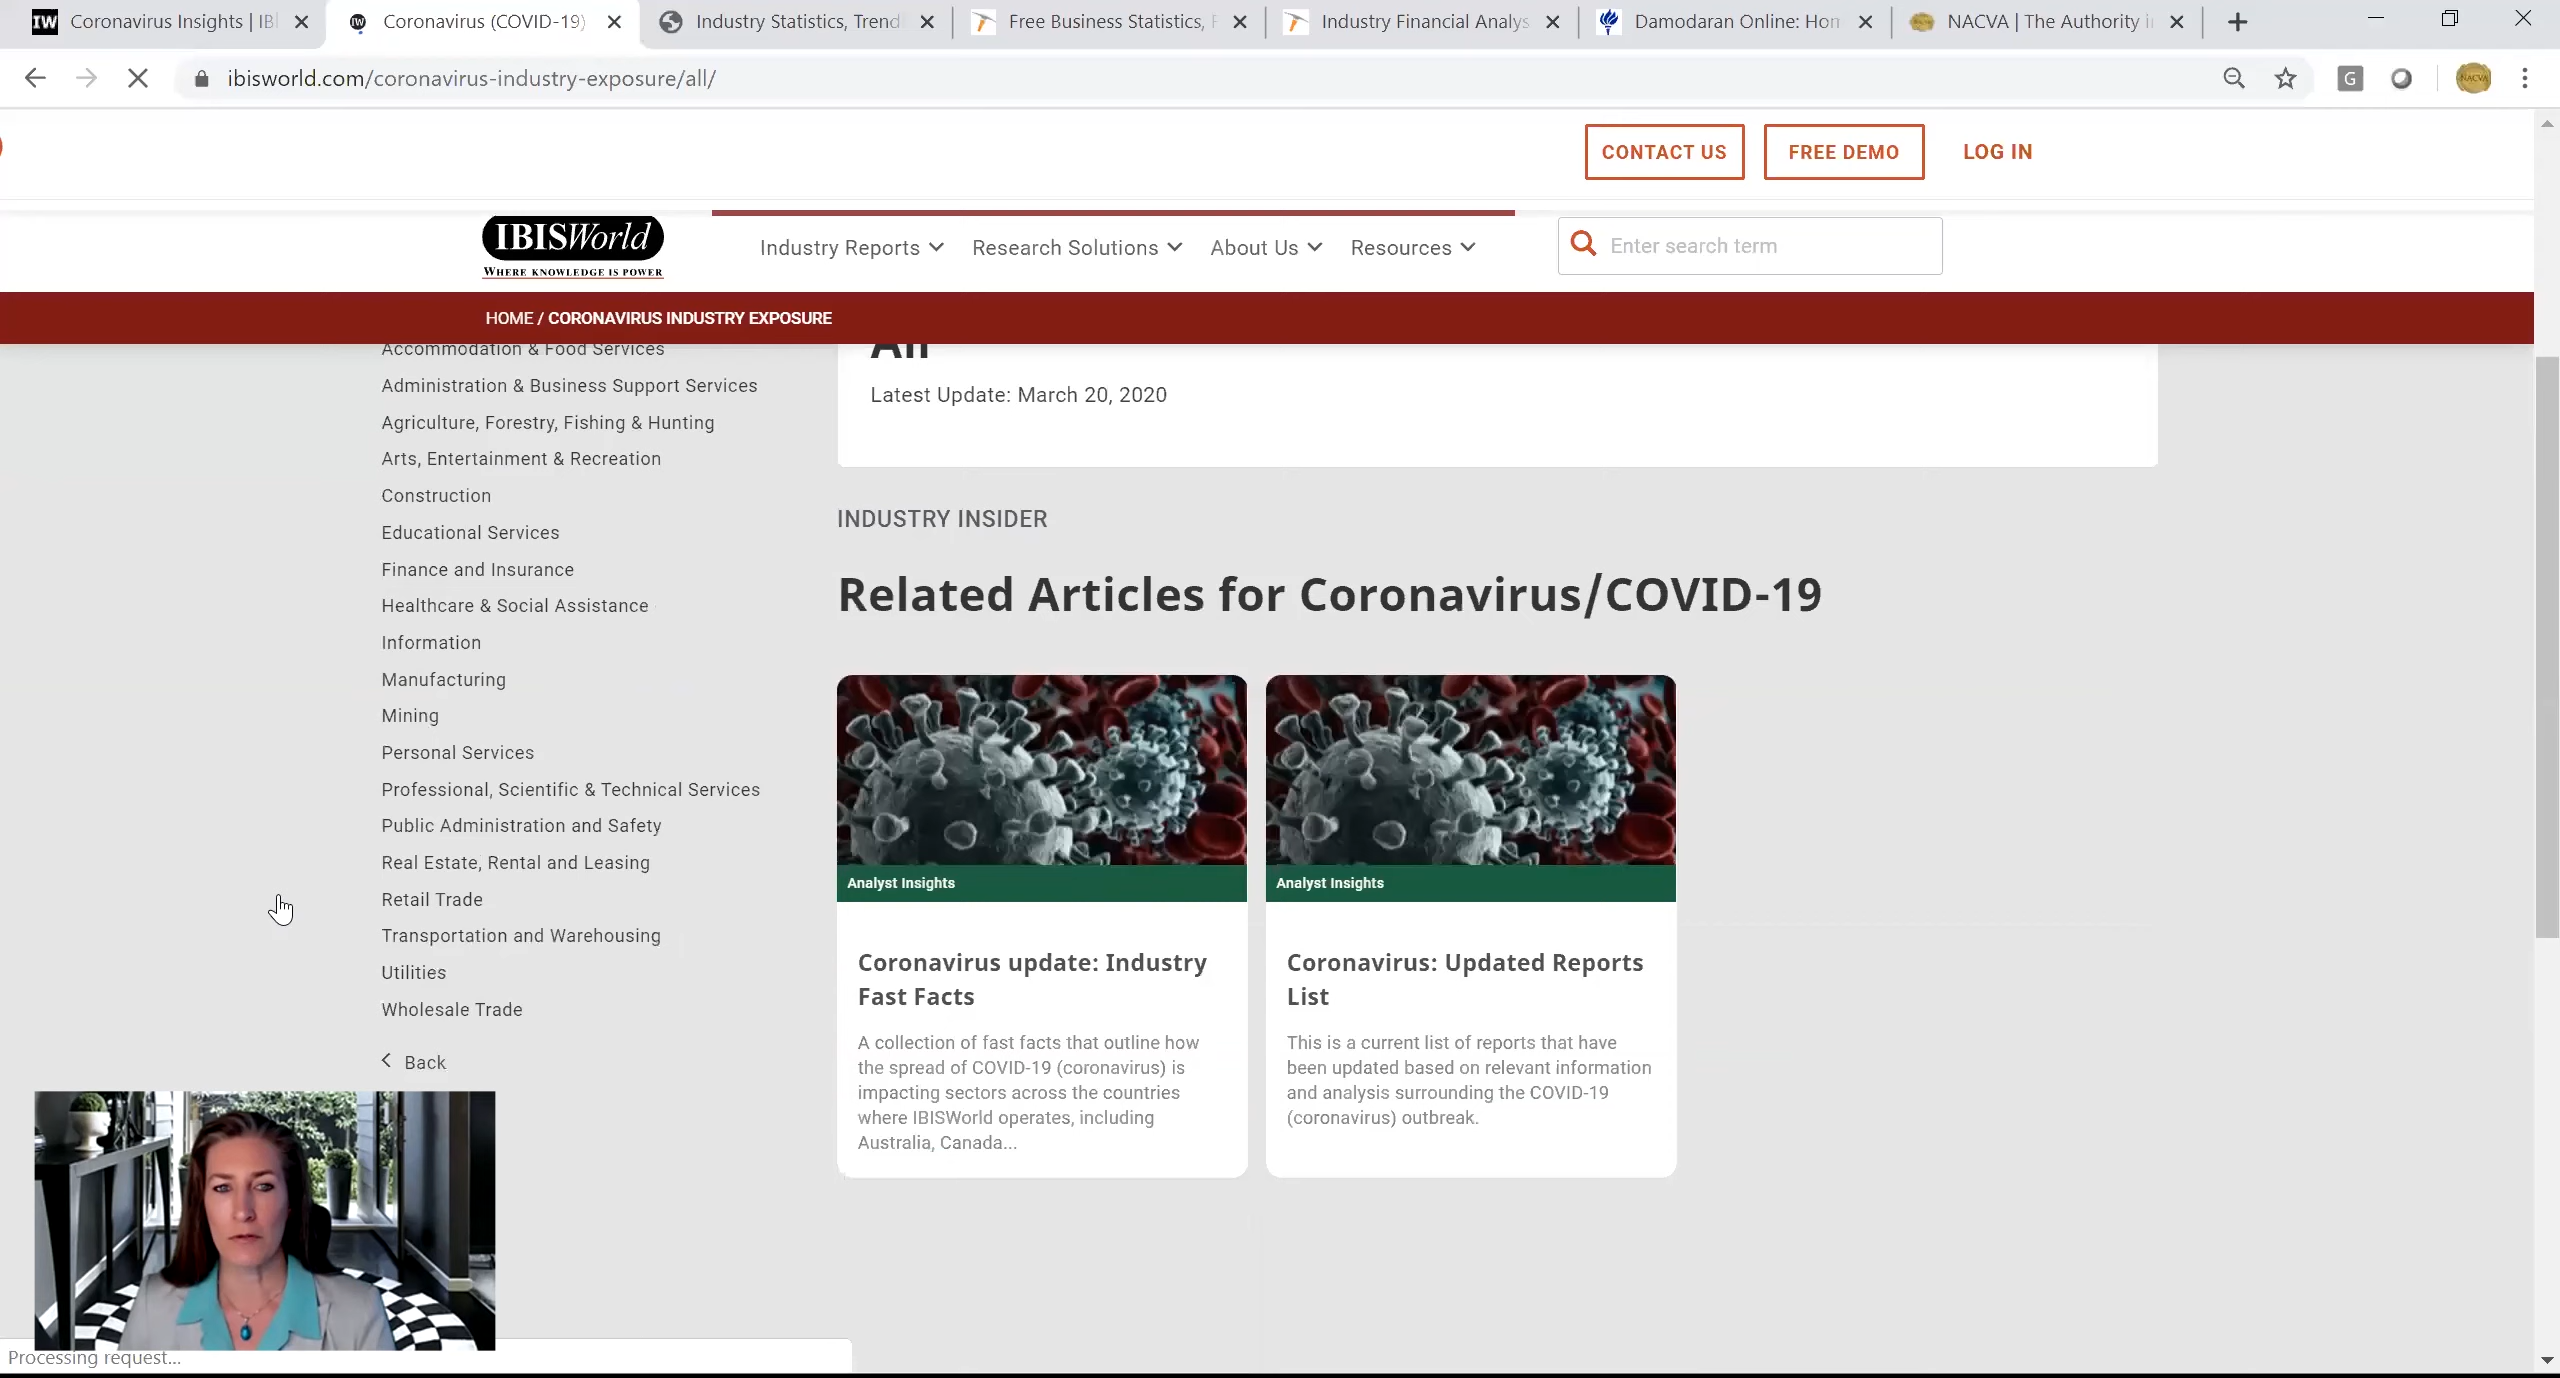 IW Coronavirus Insights | IB
Coronavirus (COVID-19)
Industry Statistics, Trend
Free Business Statistics, F
Industry Financial Analys
Damodaran Online: Hom
NACVA | The Authority i
ibisworld.com/coronavirus-industry-exposure/all/
G
NACVA
CONTACT US
FREE DEMO
LOG IN
IBISWorld
WHERE KNOWLEDGE IS POWER
Industry Reports
Research Solutions
About Us
Resources
Enter search term
HOME / CORONAVIRUS INDUSTRY EXPOSURE
Accommodation & Food Services
Administration & Business Support Services
Agriculture, Forestry, Fishing & Hunting
Arts, Entertainment & Recreation
Construction
Educational Services
Finance and Insurance
Healthcare & Social Assistance
Information
Manufacturing
Mining
Personal Services
Professional, Scientific & Technical Services
Public Administration and Safety
Real Estate, Rental and Leasing
Retail Trade
Transportation and Warehousing
Utilities
Wholesale Trade
Back
All
Latest Update: March 20, 2020
INDUSTRY INSIDER
Related Articles for Coronavirus/COVID-19
Analyst Insights
Coronavirus update: Industry
Fast Facts
A collection of fast facts that outline how
the spread of COVID-19 (coronavirus) is
impacting sectors across the countries
where IBISWorld operates, including
Australia, Canada...
Analyst Insights
Coronavirus: Updated Reports
List
This is a current list of reports that have
been updated based on relevant information
and analysis surrounding the COVID-19
(coronavirus) outbreak.
Processing request...